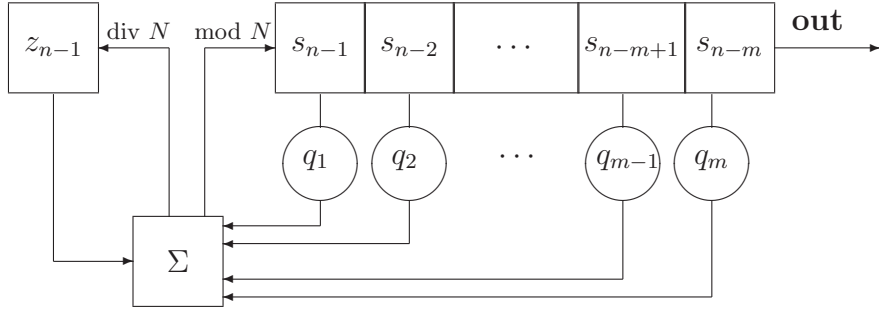 out
z_{n-1} div N mod N s_{n-1} s_{n-2} ⋯ s_{n-m+1} s_{n-m}
q_1 q_2 ⋯ q_{m-1} q_m
Σ